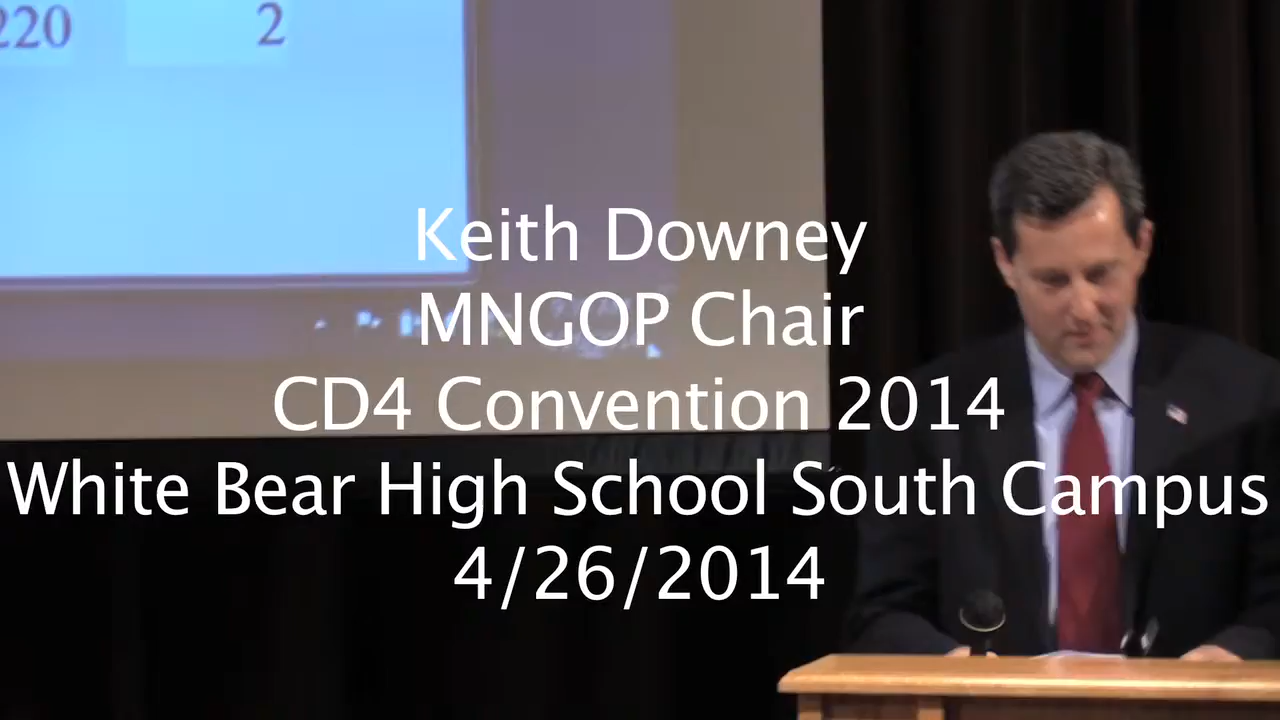 220 2
Keith Downey
MNGOP Chair
CD4 Convention 2014
White Bear High School South Campus
4/26/2014